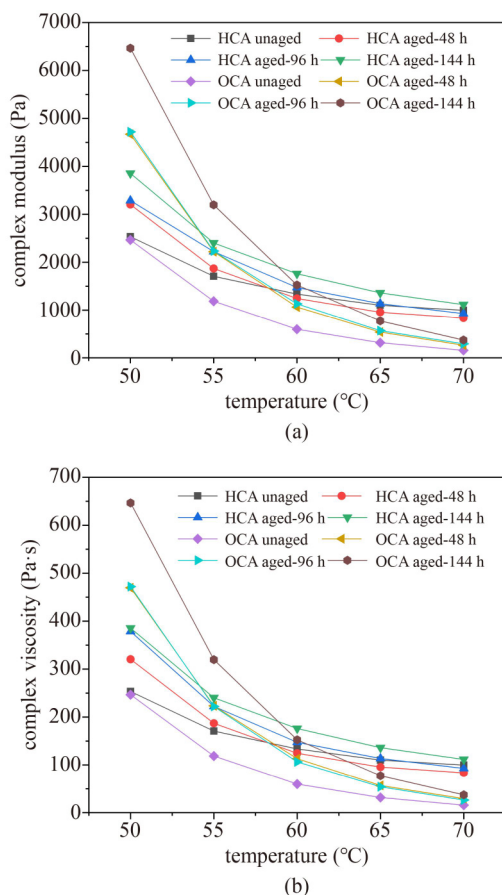 7000
6000
5000
4000
3000
2000
1000
0
complex modulus (Pa)
HCA unaged HCA aged-48 h
HCA aged-96 h HCA aged-144 h
OCA unaged OCA aged-48 h
OCA aged-96 h OCA aged-144 h
50 55 60 65 70
temperature (℃)
(a)
700
600
500
400
300
200
100
0
complex viscosity (Pa·s)
HCA unaged HCA aged-48 h
HCA aged-96 h HCA aged-144 h
OCA unaged OCA aged-48 h
OCA aged-96 h OCA aged-144 h
50 55 60 65 70
temperature (℃)
(b)